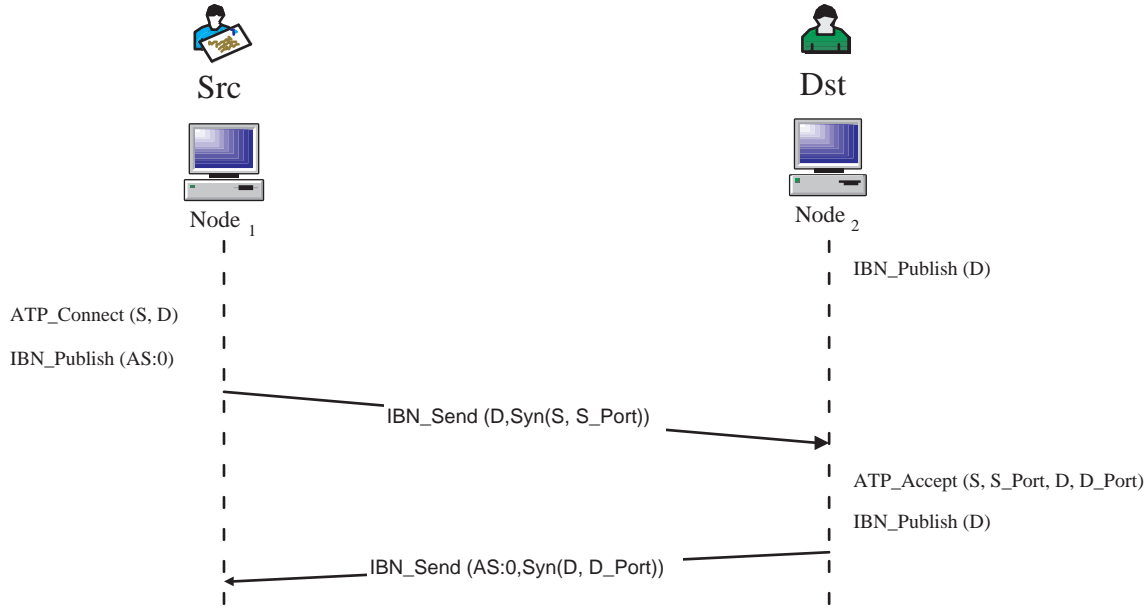 Src
Dst
Node 1
Node 2
IBN_Publish (D)
ATP_Connect (S, D)
IBN_Publish (AS:0)
IBN_Send (D,Syn(S, S_Port))
ATP_Accept (S, S_Port, D, D_Port)
IBN_Publish (D)
IBN_Send (AS:0,Syn(D, D_Port))